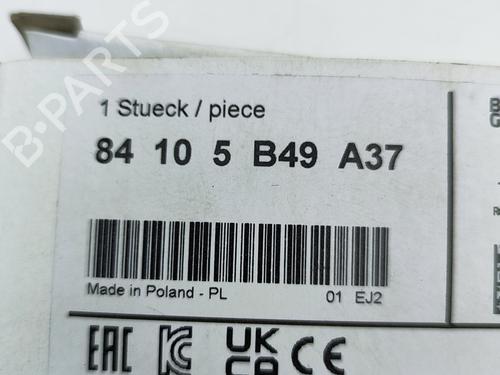 B-PARTS
1 Stueck / piece
84 10 5 B49 A37
Made in Poland - PL
01 EJ2
EAC
KC
UK
CA
CE